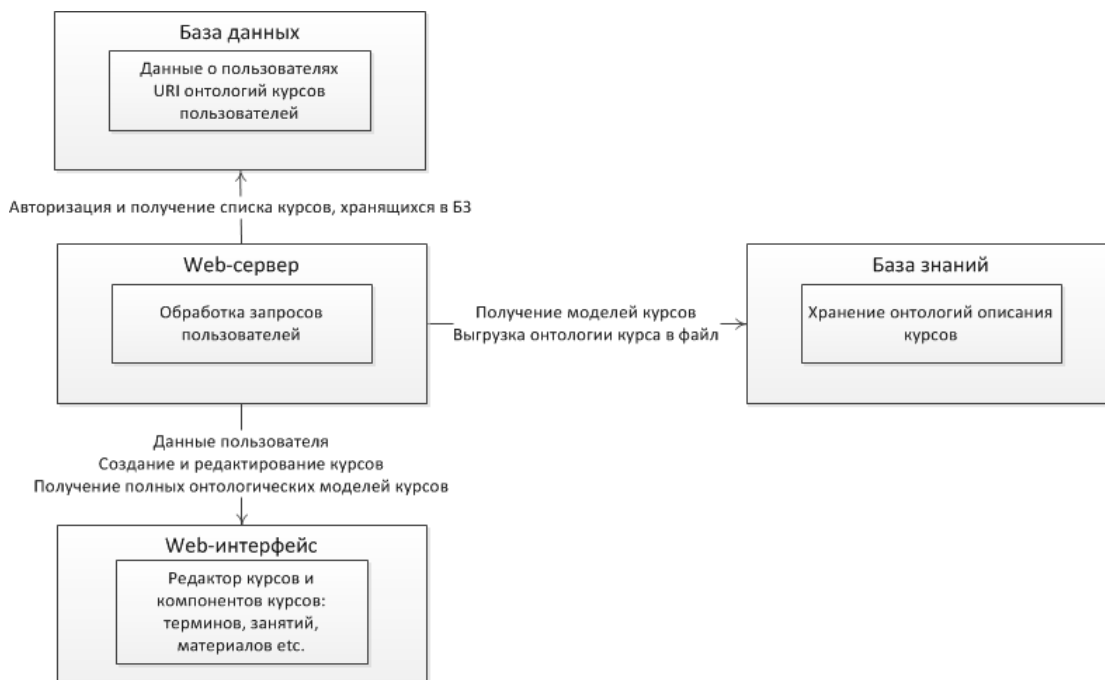 База данных
Данные о пользователях
URI онтологий курсов
пользователей
Авторизация и получение списка курсов, хранящихся в БЗ
Web-сервер
Обработка запросов
пользователей
Получение моделей курсов
Выгрузка онтологии курса в файл
База знаний
Хранение онтологий описания
курсов
Данные пользователя
Создание и редактирование курсов
Получение полных онтологических моделей курсов
Web-интерфейс
Редактор курсов и
компонентов курсов:
терминов, занятий,
материалов etc.